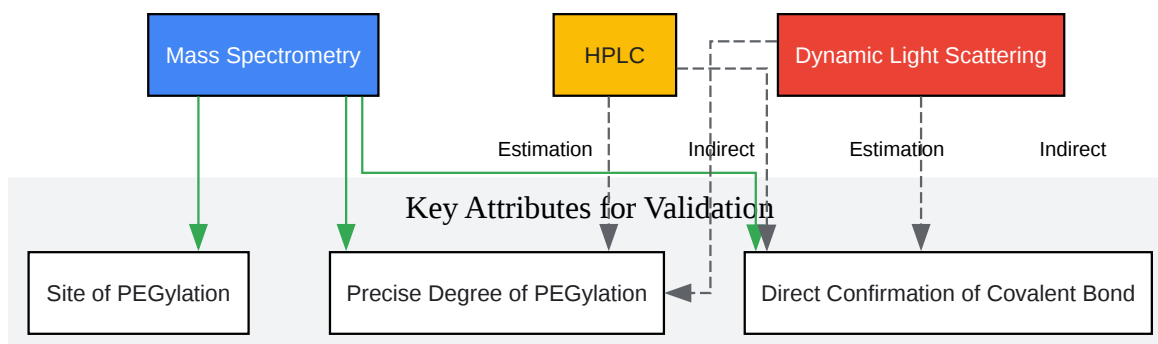 Mass Spectrometry
HPLC
Dynamic Light Scattering
Estimation
Indirect
Estimation
Indirect
Key Attributes for Validation
Site of PEGylation
Precise Degree of PEGylation
Direct Confirmation of Covalent Bond